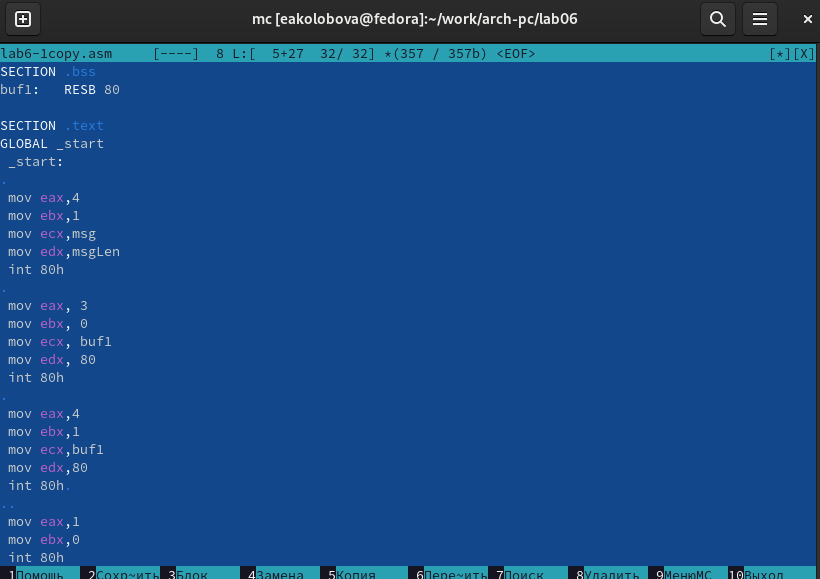 mc [eakolobova@fedora]:~/work/arch-pc/lab06
lab6-1copy.asm [----] 8 L:[ 5+27 32/ 32] *(357 / 357b) <EOF> [*][X]
SECTION .bss
buf1: RESB 80
SECTION .text
GLOBAL _start
_start:
.
mov eax,4
mov ebx,1
mov ecx,msg
mov edx,msgLen
int 80h
.
mov eax, 3
mov ebx, 0
mov ecx, buf1
mov edx, 80
int 80h
.
mov eax,4
mov ebx,1
mov ecx,buf1
mov edx,80
int 80h.
..
mov eax,1
mov ebx,0
int 80h
1Помощь 2Сохр~ить 3Блок 4Замена 5Копия 6Пере~ить 7Поиск 8Удалить 9МенюМС 10Выход